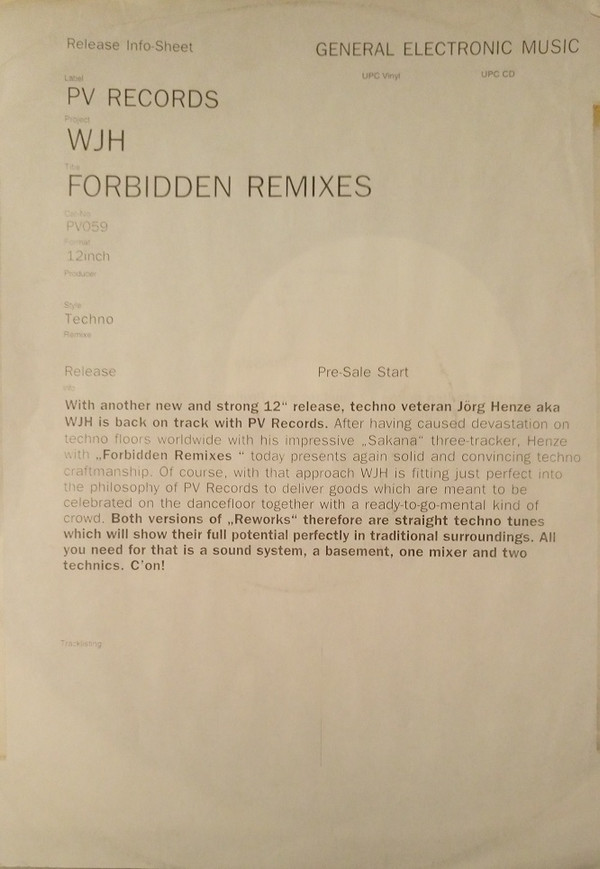 Release Info-Sheet
GENERAL ELECTRONIC MUSIC
UPC Vinyl
UPC CD
Label
PV RECORDS
Project
WJH
Title
FORBIDDEN REMIXES
Cat.No.
PV059
Format
12inch
Producer
Style
Techno
Remixe
Release
Pre-Sale Start
Info
With another new and strong 12“ release, techno veteran Jörg Henze aka
WJH is back on track with PV Records. After having caused devastation on
techno floors worldwide with his impressive „Sakana“ three-tracker, Henze
with „Forbidden Remixes “ today presents again solid and convincing techno
craftmanship. Of course, with that approach WJH is fitting just perfect into
the philosophy of PV Records to deliver goods which are meant to be
celebrated on the dancefloor together with a ready-to-go-mental kind of
crowd. Both versions of „Reworks“ therefore are straight techno tunes
which will show their full potential perfectly in traditional surroundings. All
you need for that is a sound system, a basement, one mixer and two
technics. C'on!
Tracklisting